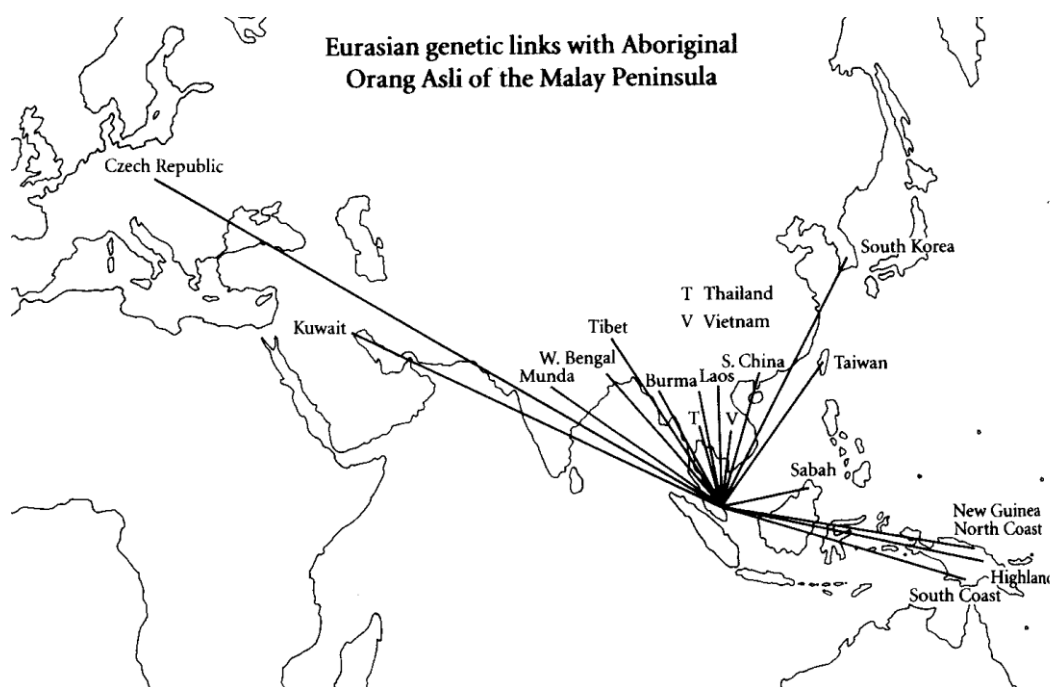 Eurasian genetic links with Aboriginal
Orang Asli of the Malay Peninsula
Czech Republic
South Korea
T Thailand
V Vietnam
Kuwait
Tibet
W. Bengal
Munda
Burma
Laos
S. China
Taiwan
T
V
Sabah
New Guinea
North Coast
Highland
South Coast